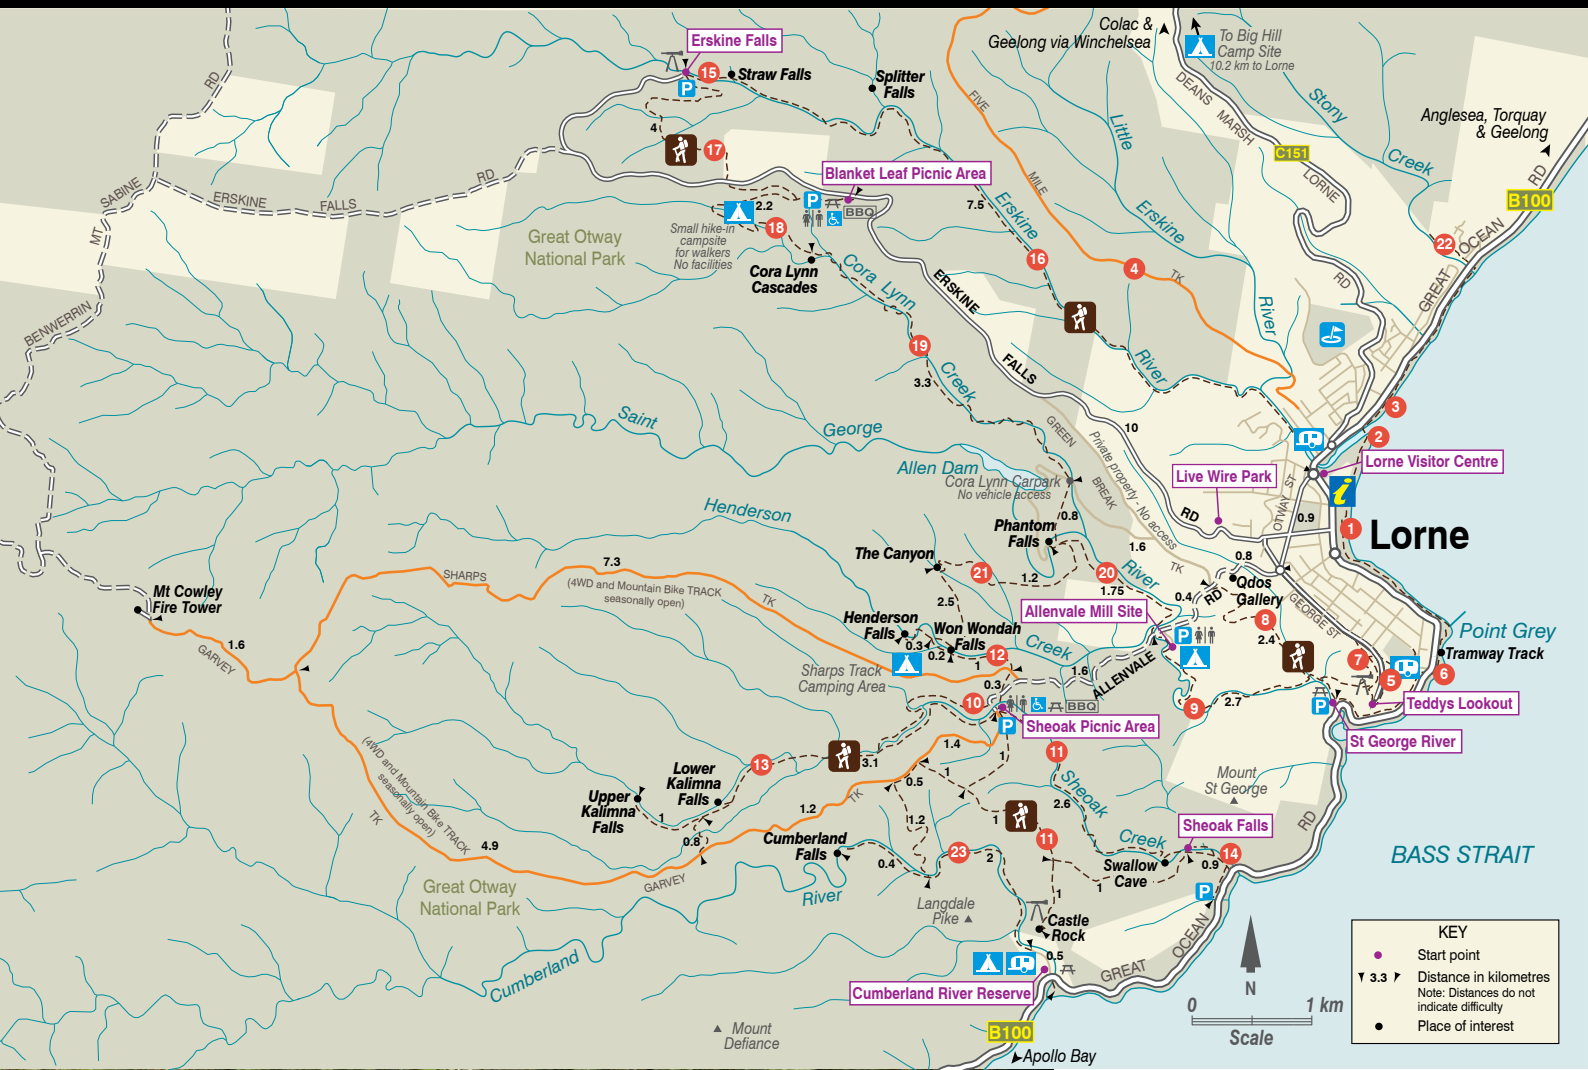 Colac &
Geelong via Winchelsea
To Big Hill
Camp Site
10.2 km to Lorne
Anglesea, Torquay
& Geelong
Erskine Falls
15
Straw Falls
Splitter
Falls
P
RD
FIVE
MILE
TK
Little
Erskine
River
Stony
Creek
DEANS
MARSH
C151
LORNE
RD
B100
RD
OCEAN
GREAT
22
4
17
Blanket Leaf Picnic Area
P
BBQ
2.2
18
Small hike-in
campsite
for walkers
No facilities
Cora Lynn
Cascades
7.5
Erskine
16
River
4
SABINE
MT
BENWERRIN
ERSKINE
FALLS
RD
Great Otway
National Park
Cora Lynn
Creek
19
3.3
ERSKINE
FALLS
RD
10
GREEN
BREAK
TK
Private property - No access
3
2
Lorne Visitor Centre
i
1
Lorne
Live Wire Park
OTWAY ST
0.9
0.8
Qdos
Gallery
GEORGE ST
Saint
George
River
Allen Dam
Cora Lynn Carpark
No vehicle access
0.8
Phantom
Falls
1.6
The Canyon
21
1.2
20
1.75
2.5
0.4
RD
Allenvale Mill Site
P
8
2.4
7
5
6
Point Grey
Tramway Track
Teddys Lookout
St George River
P
9
2.7
ALLENVALE
1.6
Henderson
Creek
Henderson
Falls
0.3
0.2
Won Wondah
Falls
12
1
0.3
Sharps Track
Camping Area
10
BBQ
Sheoak Picnic Area
P
SHARPS
7.3
(4WD and Mountain Bike TRACK
seasonally open)
TK
Mt Cowley
Fire Tower
1.6
GARVEY
(4WD and Mountain Bike TRACK
seasonally open)
TK
4.9
GARVEY
1.2
TK
1.4
13
3.1
Lower
Kalimna
Falls
Upper
Kalimna
Falls
1
0.8
0.5
1
1
1.2
1
11
2.6
Sheoak
Creek
Mount
St George
Sheoak Falls
14
0.9
Swallow
Cave
P
11
1
1
Castle
Rock
Cumberland
Falls
0.4
23
2
Langdale
Pike
0.5
Cumberland River Reserve
Cumberland
River
Great Otway
National Park
Mount
Defiance
B100
Apollo Bay
GREAT
OCEAN
RD
BASS STRAIT
N
0
1 km
Scale
KEY
Start point
3.3
Distance in kilometres
Note: Distances do not
indicate difficulty
Place of interest